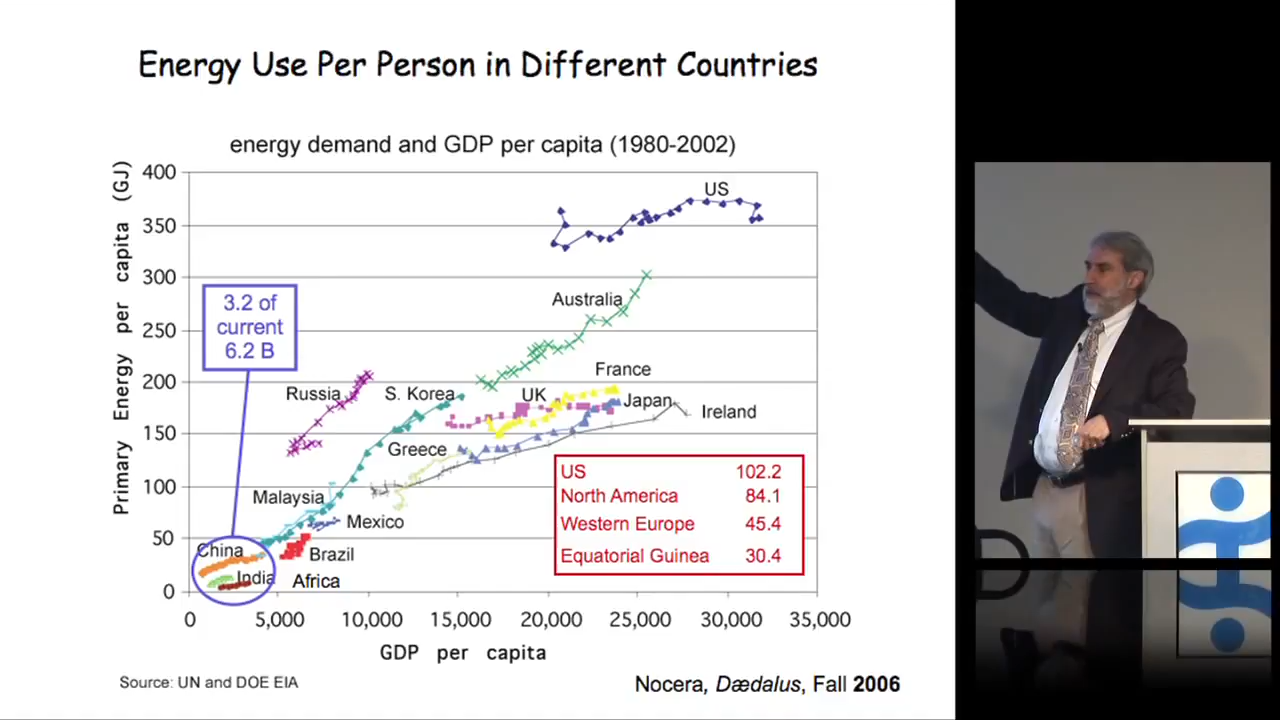 Energy Use Per Person in Different Countries
energy demand and GDP per capita (1980-2002)
Primary Energy per capita (GJ)
400
350
300
250
200
150
100
50
0
US
Australia
3.2 of
current
6.2 B
France
Russia
S. Korea
UK
Japan
Ireland
Greece
US 102.2
North America 84.1
Western Europe 45.4
Equatorial Guinea 30.4
Malaysia
Mexico
China
Brazil
India
Africa
0 5,000 10,000 15,000 20,000 25,000 30,000 35,000
GDP per capita
Source: UN and DOE EIA
Nocera, Dædalus, Fall 2006